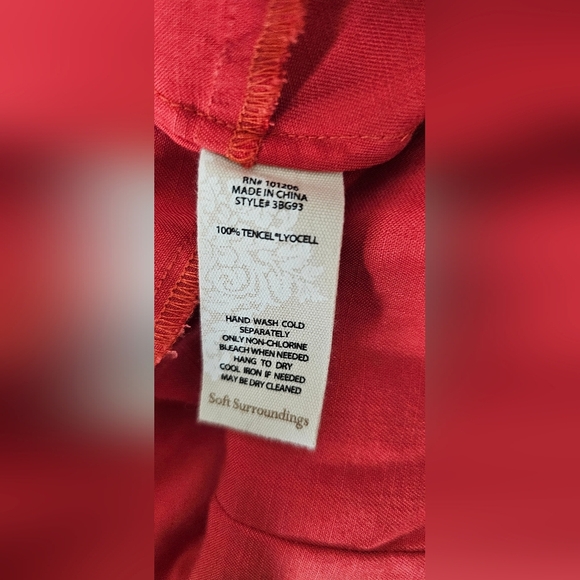 RN# 101206
MADE IN CHINA
STYLE# 3BG93
100% TENCEL®LYOCELL
HAND WASH COLD
SEPARATELY
ONLY NON-CHLORINE
BLEACH WHEN NEEDED
HANG TO DRY
COOL IRON IF NEEDED
MAY BE DRY CLEANED
Soft Surroundings